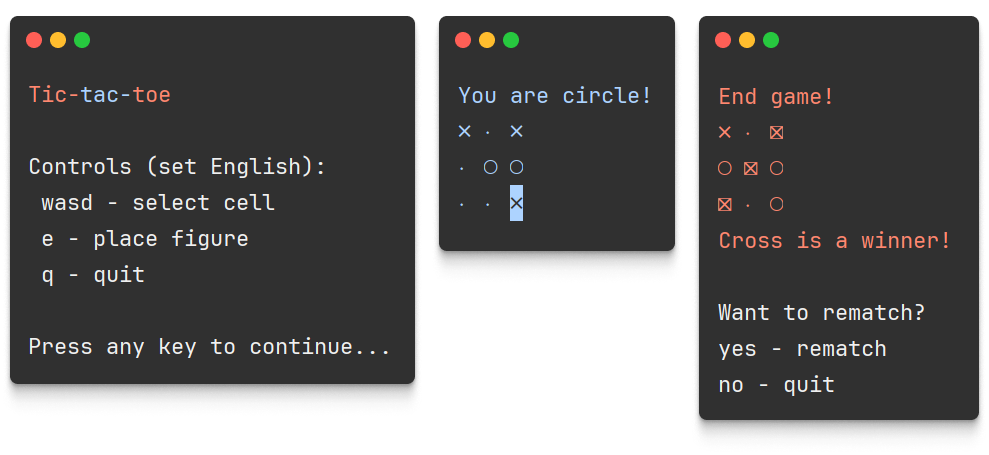 Tic-tac-toe
Controls (set English):
wasd - select cell
e - place figure
q - quit
Press any key to continue...
You are circle!
× · ×
· ○ ○
· · ×
End game!
× · ⊠
○ ⊠ ○
⊠ · ○
Cross is a winner!
Want to rematch?
yes - rematch
no - quit